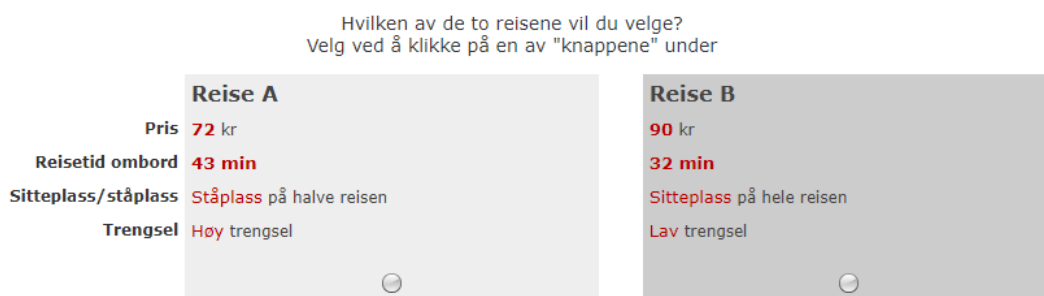 Hvilken av de to reisene vil du velge?
Velg ved å klikke på en av "knappene" under
Reise A Reise B
Pris 72 kr 90 kr
Reisetid ombord 43 min 32 min
Sitteplass/ståplass Ståplass på halve reisen Sitteplass på hele reisen
Trengsel Høy trengsel Lav trengsel